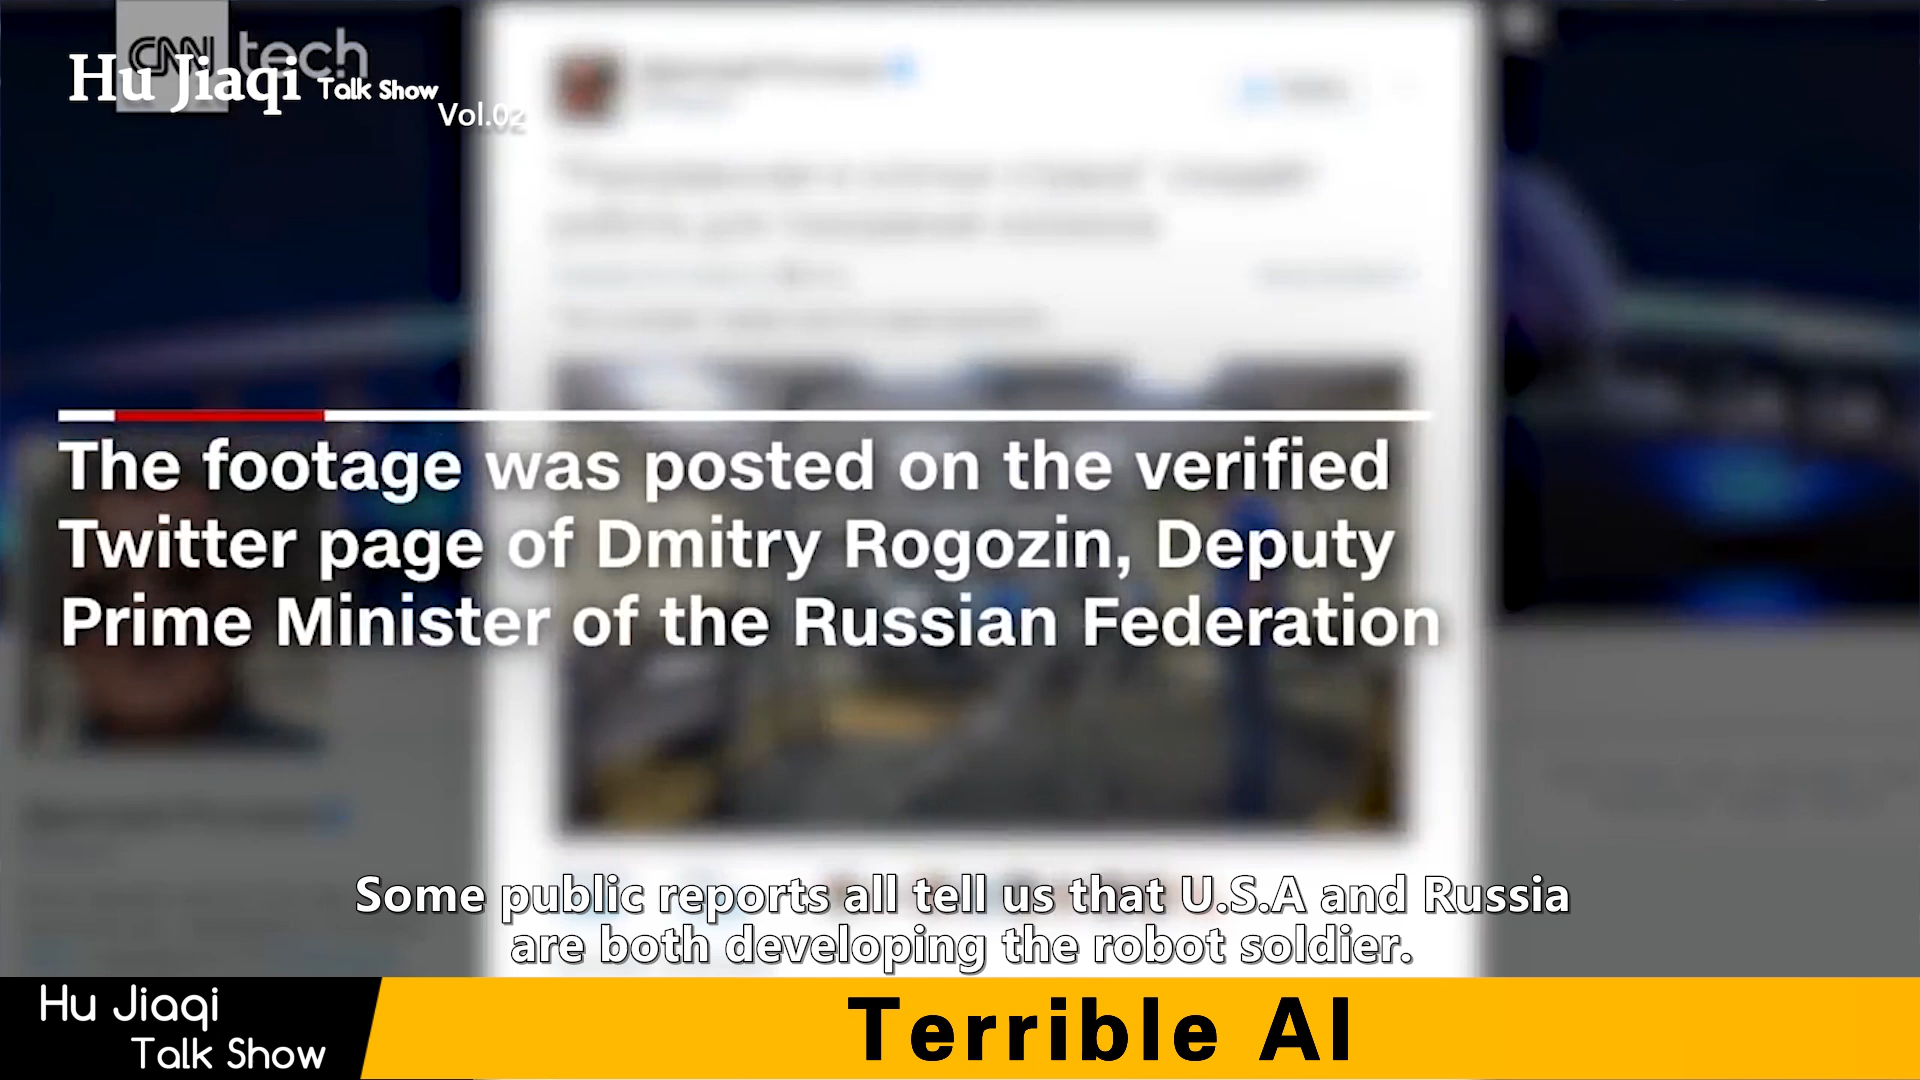 CNN tech
Hu Jiaqi Talk Show
Vol.02
The footage was posted on the verified
Twitter page of Dmitry Rogozin, Deputy
Prime Minister of the Russian Federation
Some public reports all tell us that U.S.A and Russia
are both developing the robot soldier.
Hu Jiaqi
Talk Show
Terrible AI